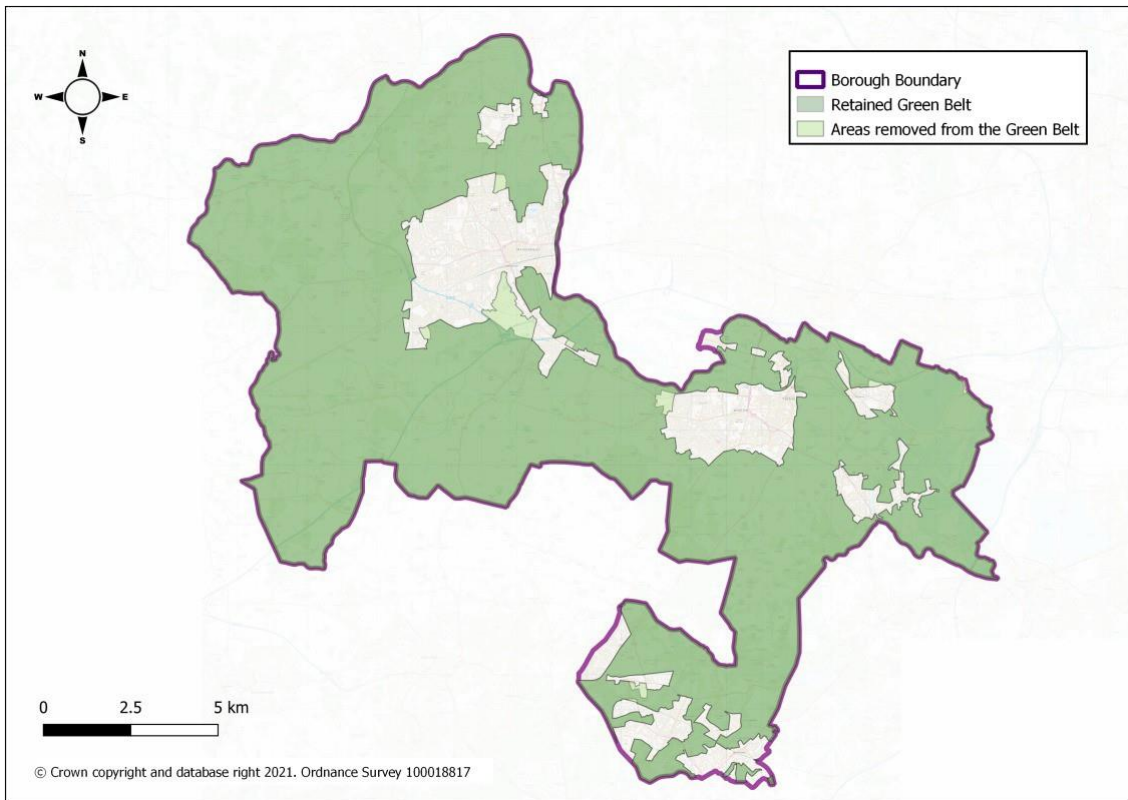 N
W E
S
Borough Boundary
Retained Green Belt
Areas removed from the Green Belt
0 2.5 5 km
© Crown copyright and database right 2021. Ordnance Survey 100018817